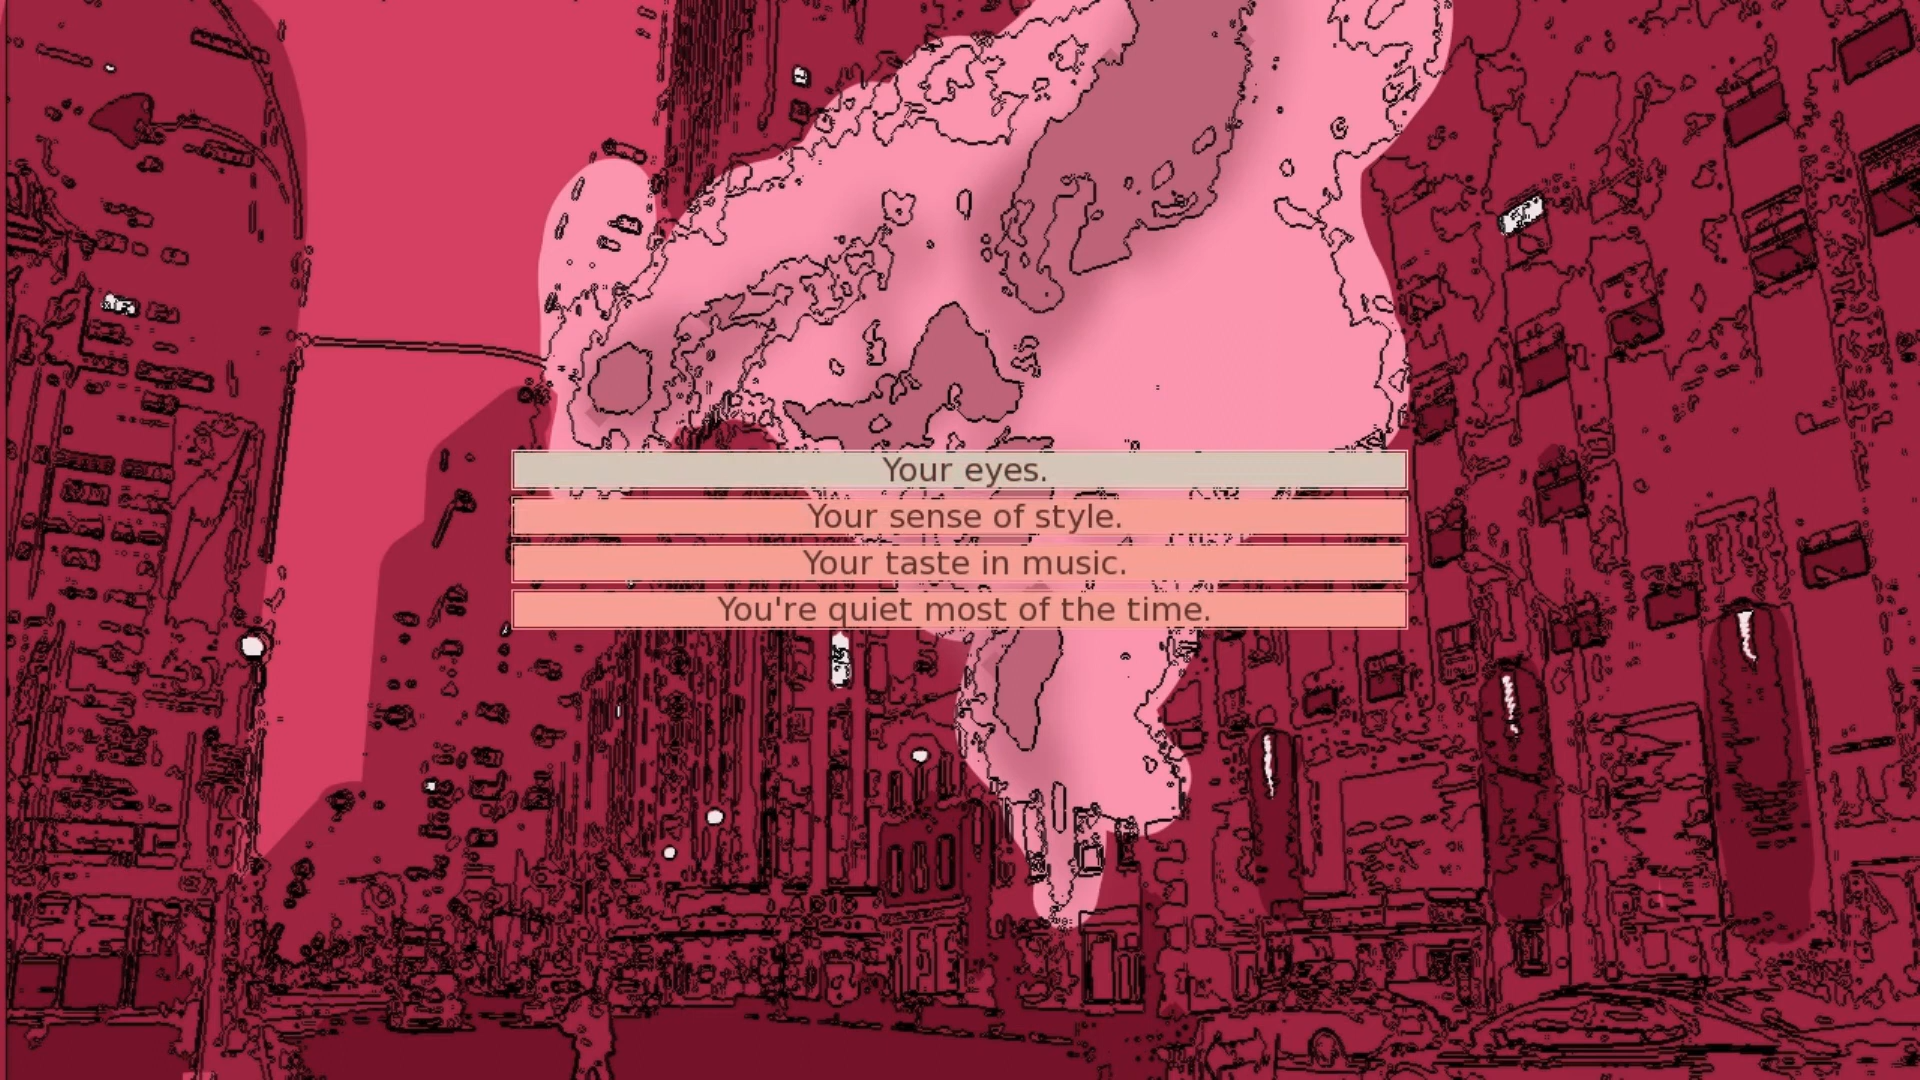 Your eyes.
Your sense of style.
Your taste in music.
You're quiet most of the time.